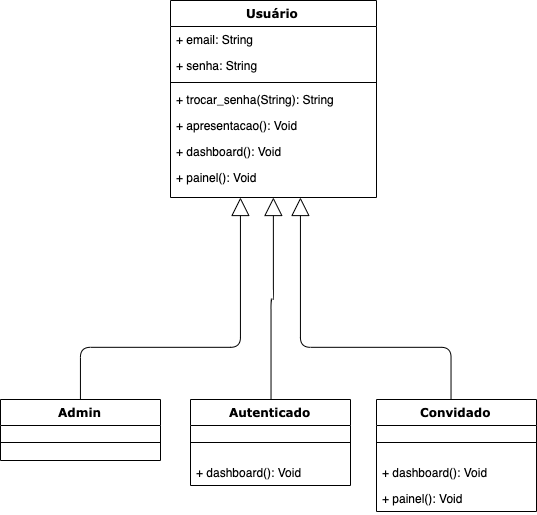 Usuário
+ email: String
+ senha: String
+ trocar_senha(String): String
+ apresentacao(): Void
+ dashboard(): Void
+ painel(): Void
Admin
Autenticado
+ dashboard(): Void
Convidado
+ dashboard(): Void
+ painel(): Void